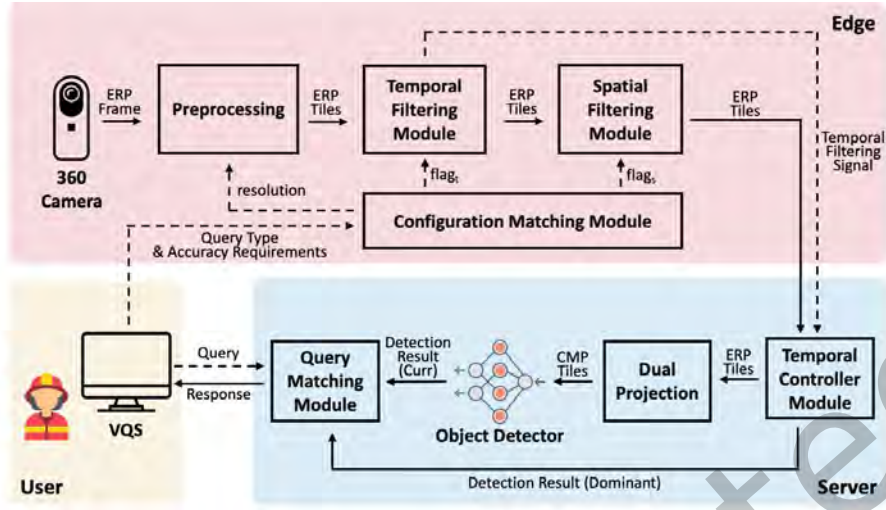 Edge
ERP
Frame
Preprocessing
ERP
Tiles
Temporal
Filtering
Module
ERP
Tiles
Spatial
Filtering
Module
ERP
Tiles
Temporal
Filtering
Signal
360
Camera
resolution
flagt
flags
Configuration Matching Module
Query Type
& Accuracy Requirements
Query
Response
VQS
User
Query
Matching
Module
Detection
Result
(Curr)
Object Detector
CMP
Tiles
Dual
Projection
ERP
Tiles
Temporal
Controller
Module
Detection Result (Dominant)
Server